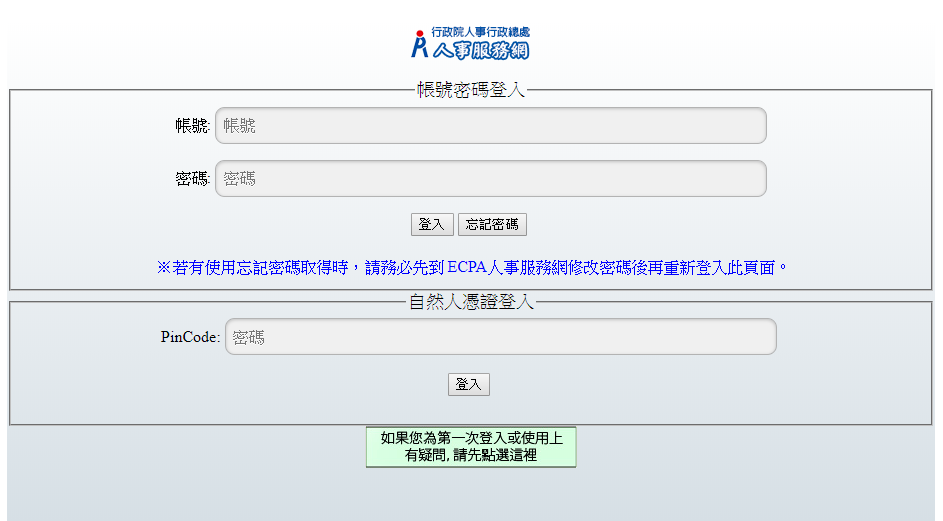 行政院人事行政總處
人事服務網
帳號密碼登入
帳號: 帳號
密碼: 密碼
登入 忘記密碼
※若有使用忘記密碼取得時，請務必先到 ECPA人事服務網修改密碼後再重新登入此頁面。
自然人憑證登入
PinCode: 密碼
登入
如果您為第一次登入或使用上
有疑問, 請先點選這裡